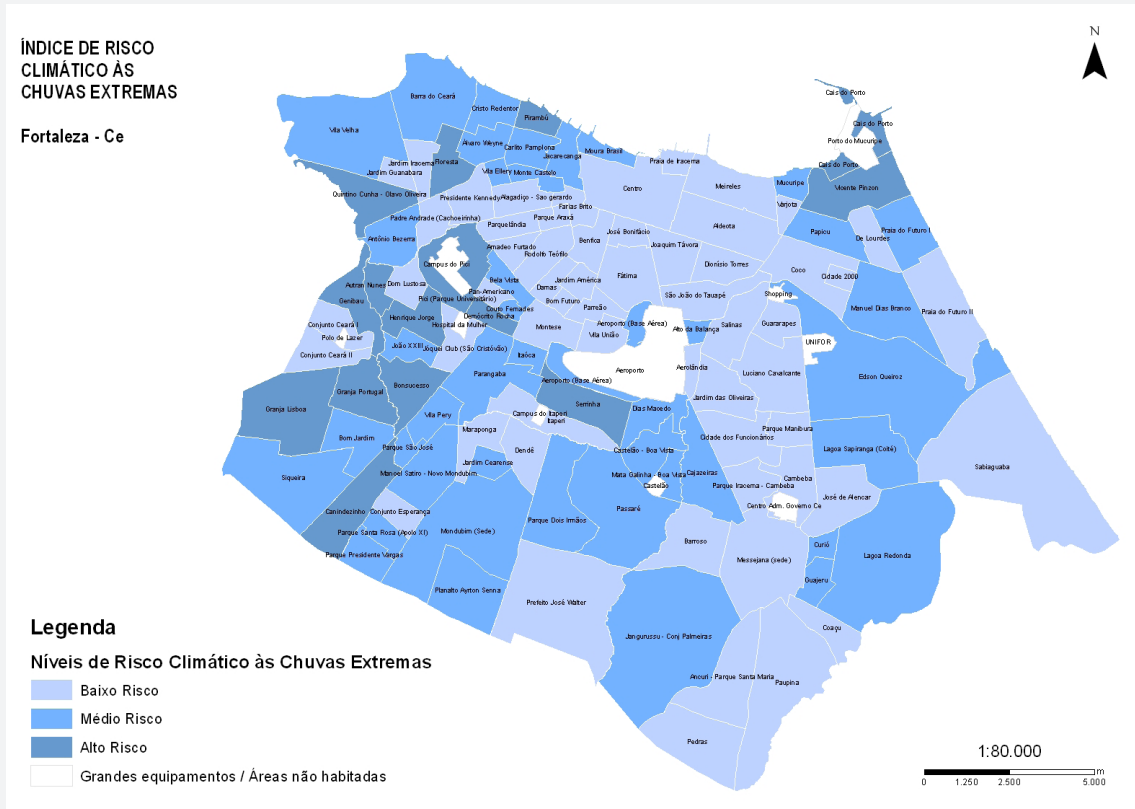 ÍNDICE DE RISCO
CLIMÁTICO ÀS
CHUVAS EXTREMAS
Fortaleza - Ce
N
Barra do Ceará
Cristo Redentor
Pirambú
Vila Velha
Álvaro Weyne
Carlito Pamplona
Jacarecanga
Moura Brasil
Jardim Iracema
Floresta
Jardim Guanabara
Vila Ellery
Monte Castelo
Praia de Iracema
Cais do Porto
Cais do Porto
Porto do Mucuripe
Cais do Porto
Quintino Cunha - Olavo Oliveira
Presidente Kennedy
Alagadiço - Sao gerardo
Farias Brito
Centro
Meireles
Mucuripe
Vicente Pinzon
Varjota
Padre Andrade (Cachoeirinha)
Parquelândia
Parque Araxá
José Bonifácio
Aldeota
Papicu
De Lourdes
Praia do Futuro I
Antônio Bezerra
Amadeo Furtado
Rodolfo Teófilo
Benfica
Joaquim Távora
Campus do Pici
Dionísio Torres
Coco
Cidade 2000
Autran Nunes
Dom Lustosa
Pan-Americano
Bela Vista
Damas
Jardim América
Fátima
Genibau
Pici (Parque Universitário)
Bom Futuro
Parreão
São João do Tauapé
Shopping
Manuel Dias Branco
Praia do Futuro II
Conjunto Ceará I
Polo de Lazer
Conjunto Ceará II
Henrique Jorge
Hospital da Mulher
Demócrito Rocha
Couto Fernades
Montese
Vila União
Aeroporto (Base Aérea)
Alto da Balança
Salinas
Guararapes
UNIFOR
João XXIII
Jóquei Club (São Cristóvão)
Itaóca
Parangaba
Aeroporto (Base Aérea)
Aeroporto
Aerolândia
Luciano Cavalcante
Edson Queiroz
Granja Lisboa
Granja Portugal
Bonsucesso
Serrinha
Jardim das Oliveiras
Vila Pery
Campus do Itaperi
Itaperi
Dias Macedo
Parque Manibura
Bom Jardim
Parque São José
Maraponga
Cidade dos Funcionários
Siqueira
Manoel Satiro - Novo Mondubim
Jardim Cearense
Dendê
Castelão - Boa Vista
Mata Galinha - Boa Vista
Castelão
Cajazeiras
Lagoa Sapiranga (Coité)
Sabiaguaba
Cambeba
Parque Iracema - Cambeba
José de Alencar
Centro Adm. Governo Ce
Canindezinho
Conjunto Esperança
Passaré
Parque Dois Irmãos
Parque Santa Rosa (Apolo XI)
Mondubim (Sede)
Barroso
Curió
Lagoa Redonda
Parque Presidente Vargas
Messejana (sede)
Guajeru
Planalto Ayrton Senna
Prefeito José Walter
Jangurussu - Conj Palmeiras
Coaçu
Ancuri - Parque Santa Maria
Paupina
Pedras
Legenda
Níveis de Risco Climático às Chuvas Extremas
Baixo Risco
Médio Risco
Alto Risco
Grandes equipamentos / Áreas não habitadas
1:80.000
m
0 1.250 2.500 5.000